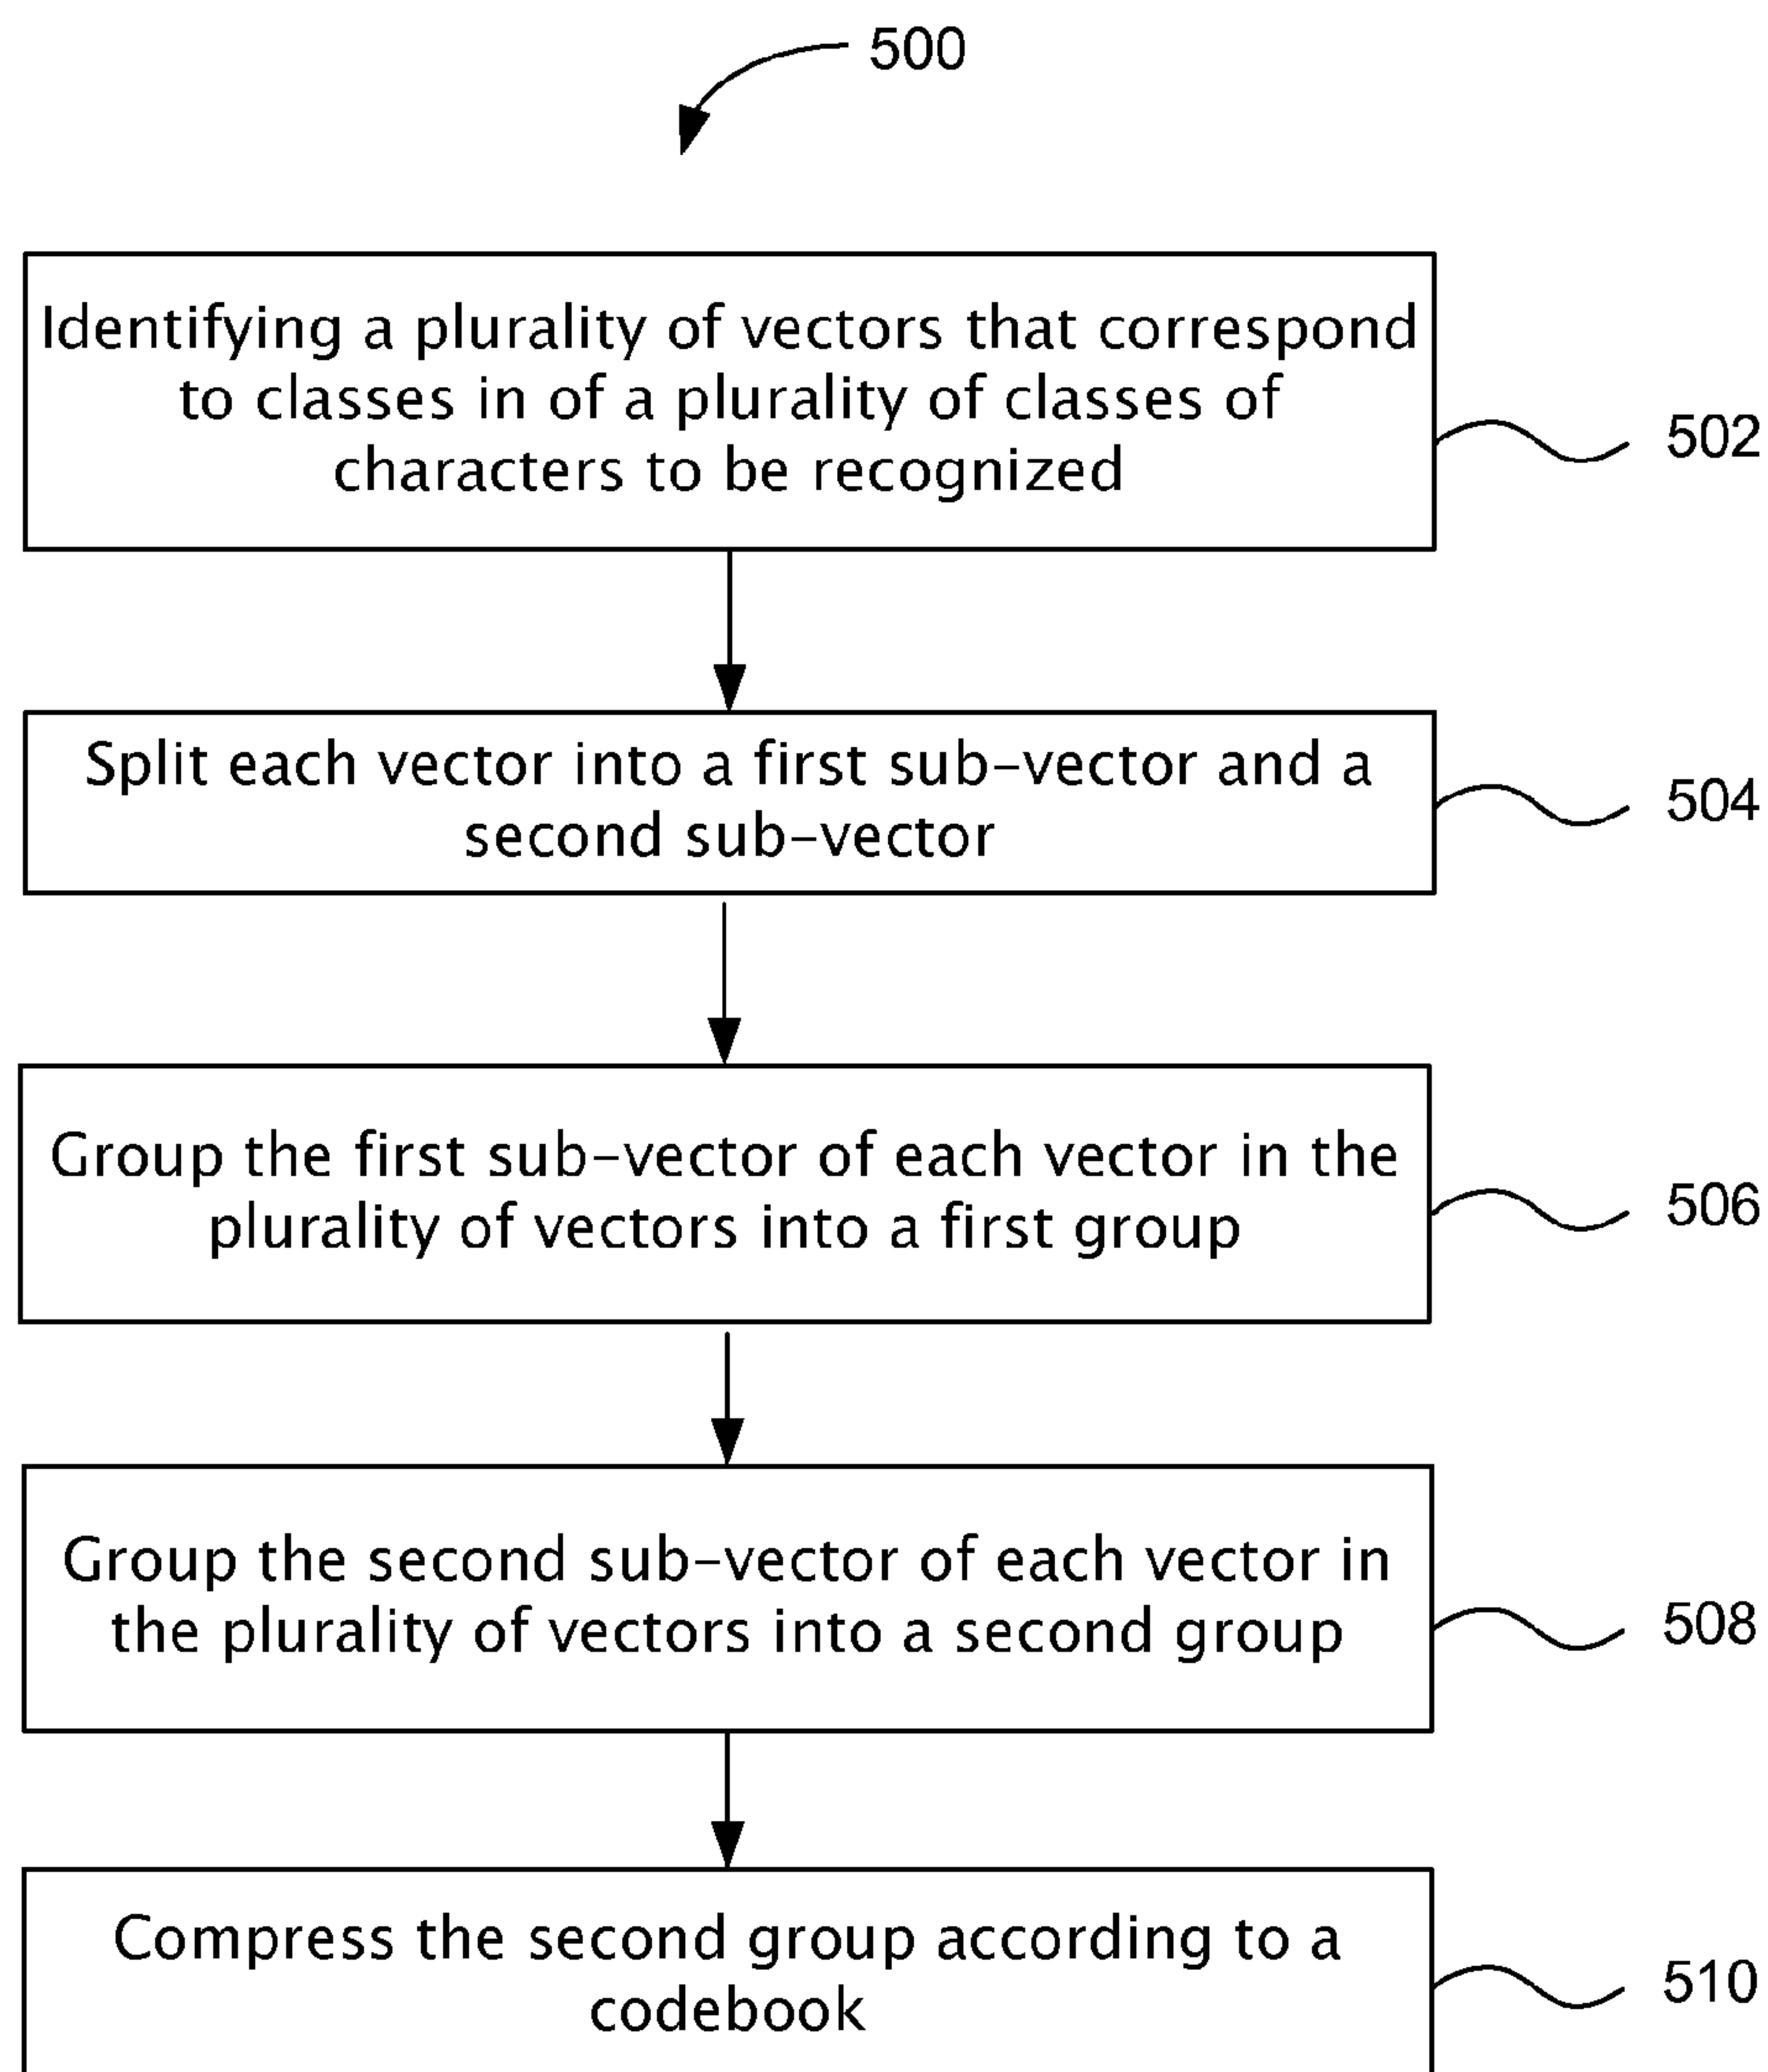 500
Identifying a plurality of vectors that correspond
to classes in of a plurality of classes of
characters to be recognized
502
Split each vector into a first sub-vector and a
second sub-vector
504
Group the first sub-vector of each vector in the
plurality of vectors into a first group
506
Group the second sub-vector of each vector in
the plurality of vectors into a second group
508
Compress the second group according to a
codebook
510